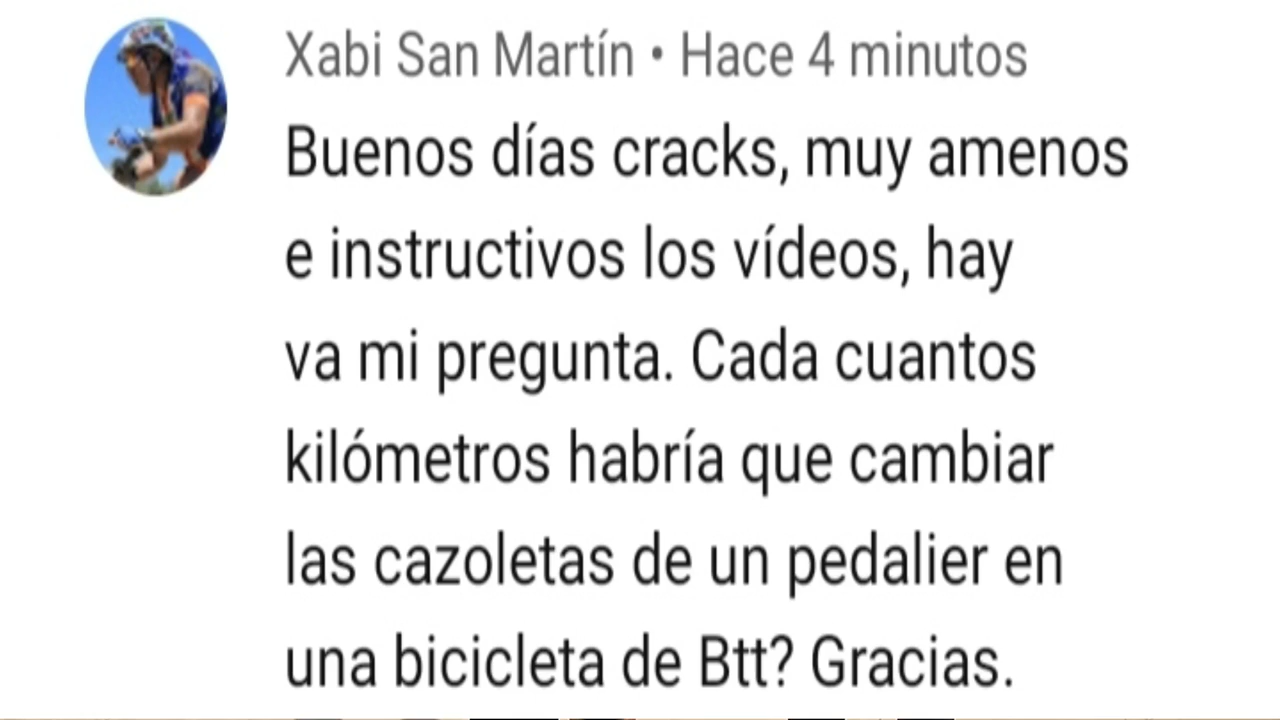 Xabi San Martín • Hace 4 minutos
Buenos días cracks, muy amenos
e instructivos los vídeos, hay
va mi pregunta. Cada cuantos
kilómetros habría que cambiar
las cazoletas de un pedalier en
una bicicleta de Btt? Gracias.